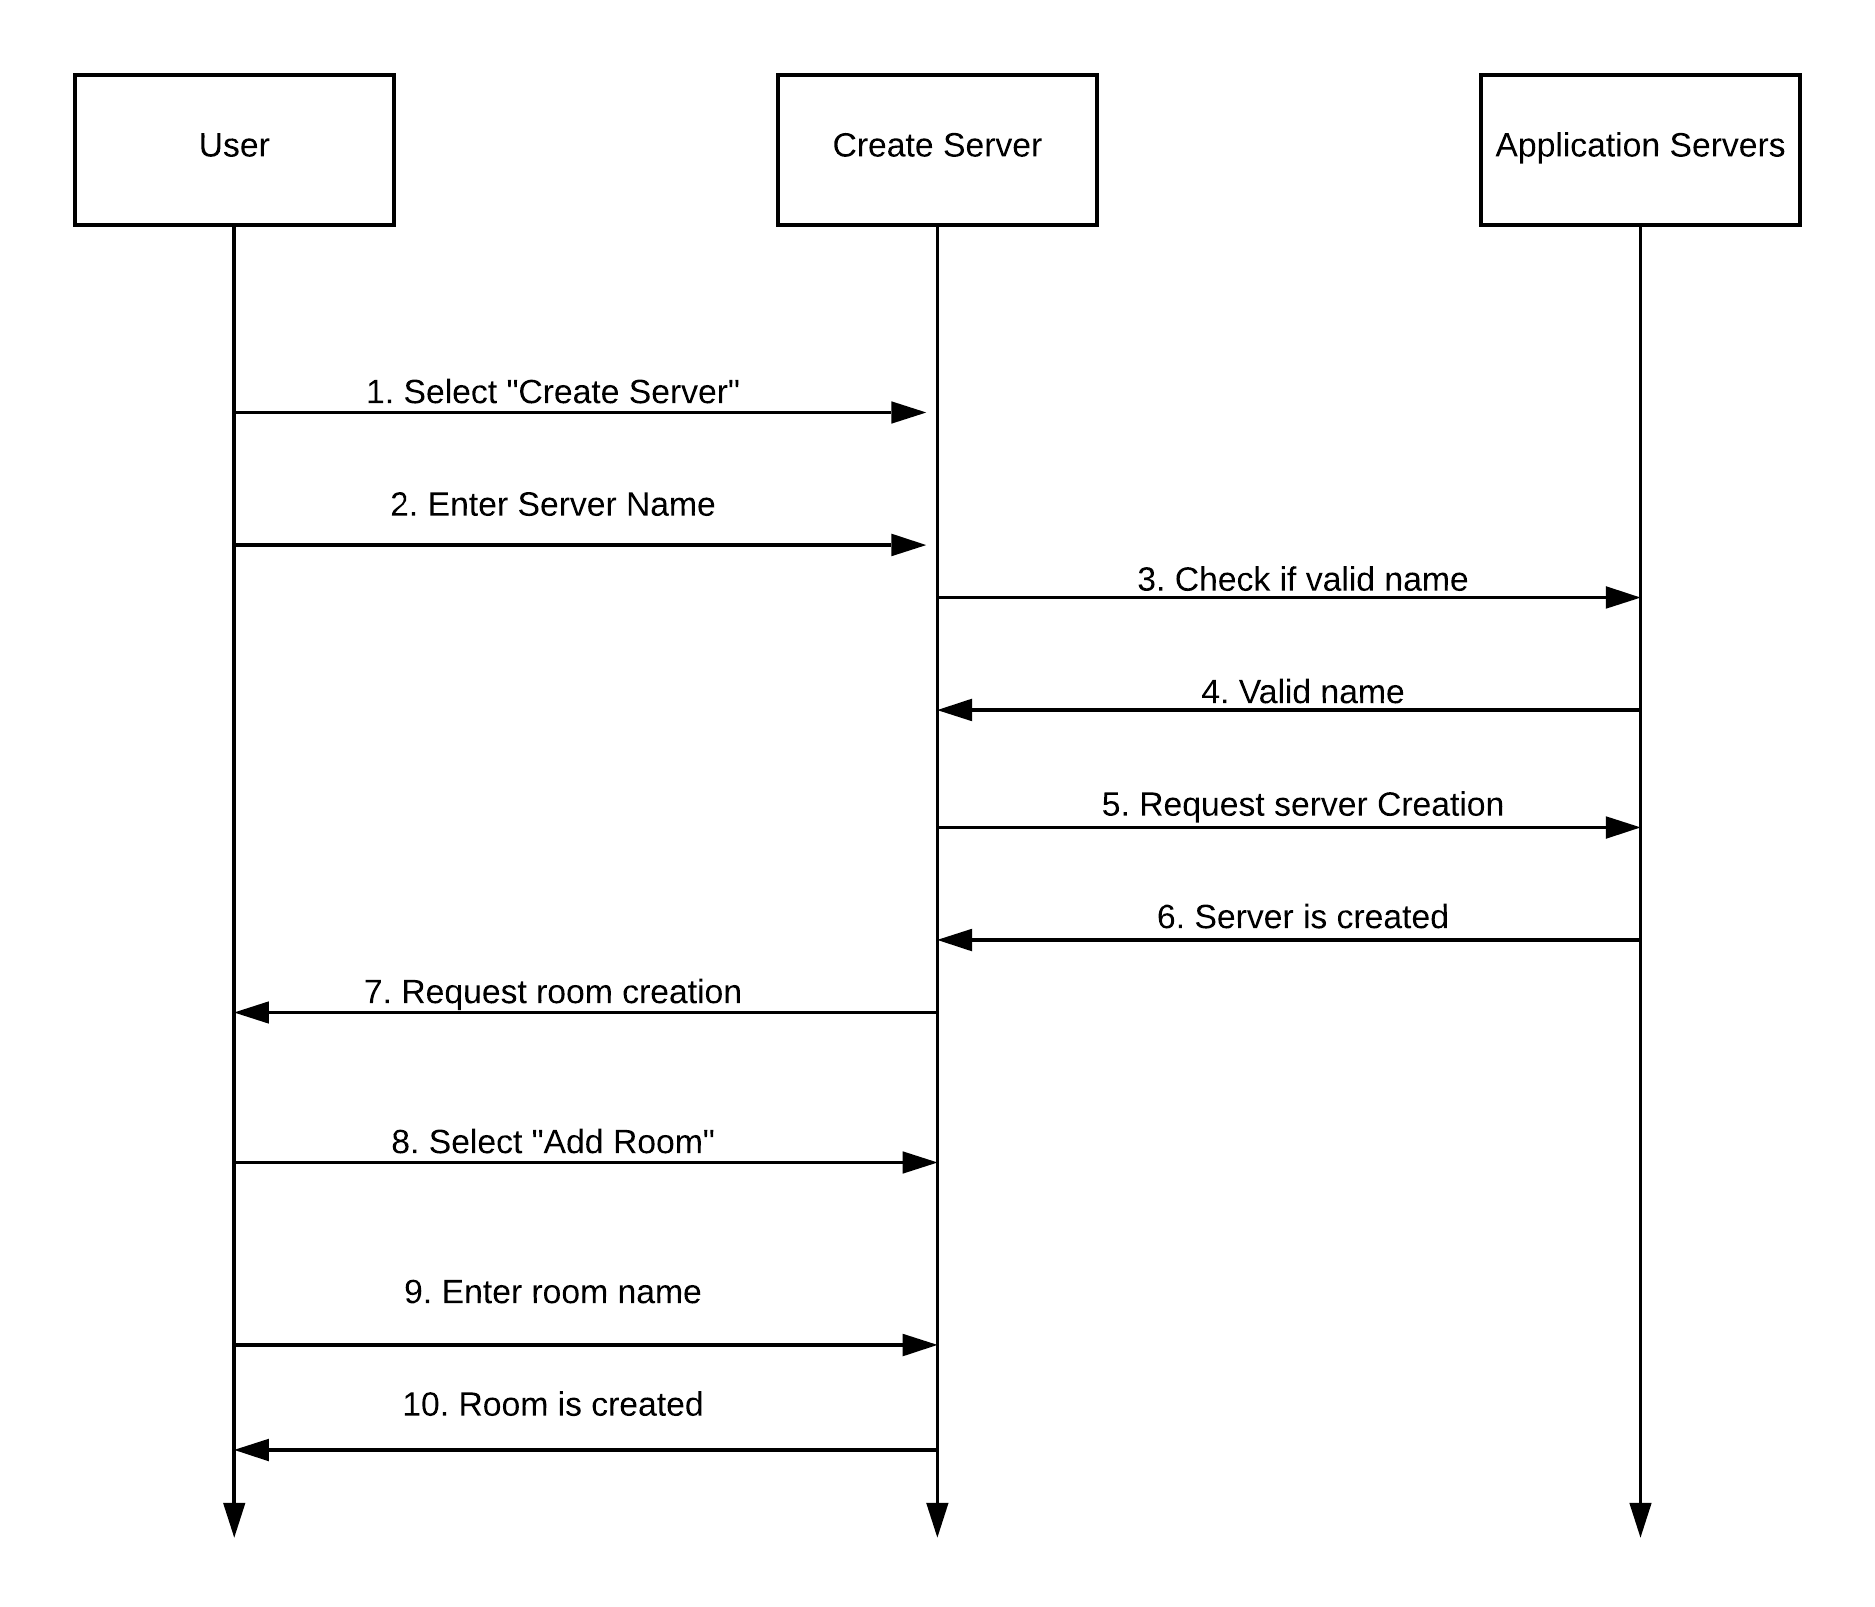 User
Create Server
Application Servers
1. Select "Create Server"
2. Enter Server Name
3. Check if valid name
4. Valid name
5. Request server Creation
6. Server is created
7. Request room creation
8. Select "Add Room"
9. Enter room name
10. Room is created